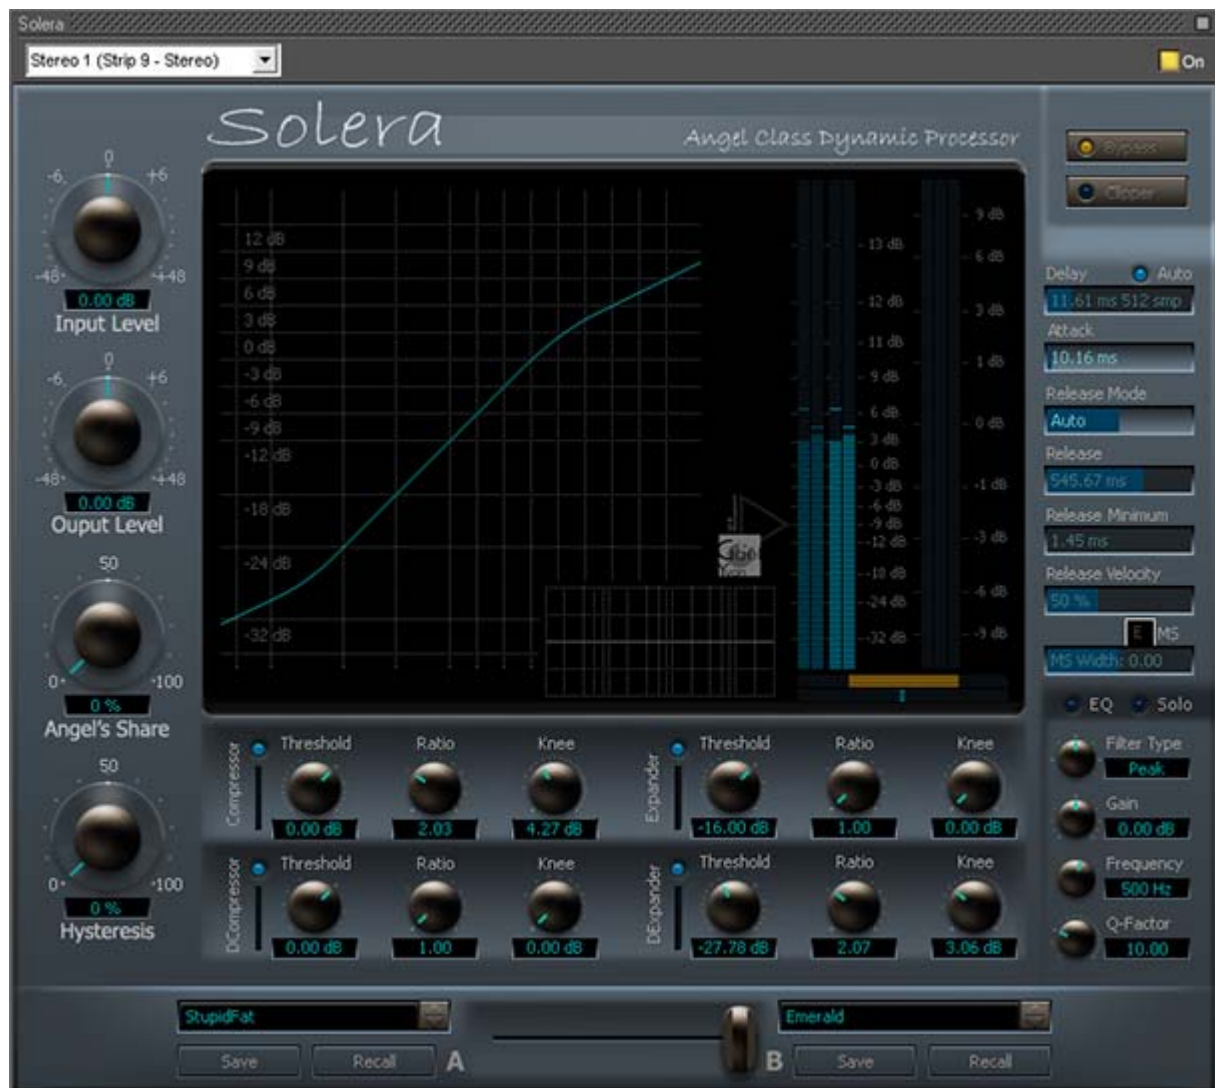 Solera
Stereo 1 (Strip 9 - Stereo)
On
Solera
Angel Class Dynamic Processor
Bypass
Clipper
0
-6 +6
-48 +48
0.00 dB
Input Level
0
-6 +6
-48 +48
0.00 dB
Ouput Level
50
0 100
0 %
Angel's Share
50
0 100
0 %
Hysteresis
12 dB
9 dB
6 dB
3 dB
0 dB
-3 dB
-6 dB
-9 dB
-12 dB
-18 dB
-24 dB
-32 dB
13 dB
12 dB
11 dB
9 dB
6 dB
3 dB
0 dB
-3 dB
-6 dB
-9 dB
-12 dB
-18 dB
-24 dB
-32 dB
9 dB
6 dB
3 dB
1 dB
0 dB
-1 dB
-3 dB
-6 dB
-9 dB
Delay Auto
11.61 ms 512 smp
Attack
10.16 ms
Release Mode
Auto
Release
545.67 ms
Release Minimum
1.45 ms
Release Velocity
50 %
MS
MS Width: 0.00
EQ Solo
Filter Type
Peak
Gain
0.00 dB
Frequency
500 Hz
Q-Factor
10.00
Compressor
Threshold Ratio Knee
0.00 dB 2.03 4.27 dB
Expander
Threshold Ratio Knee
-16.00 dB 1.00 0.00 dB
DCompressor
Threshold Ratio Knee
0.00 dB 1.00 0.00 dB
DExpander
Threshold Ratio Knee
-27.78 dB 2.07 3.06 dB
StupidFat
Save Recall A
Emerald
B Save Recall